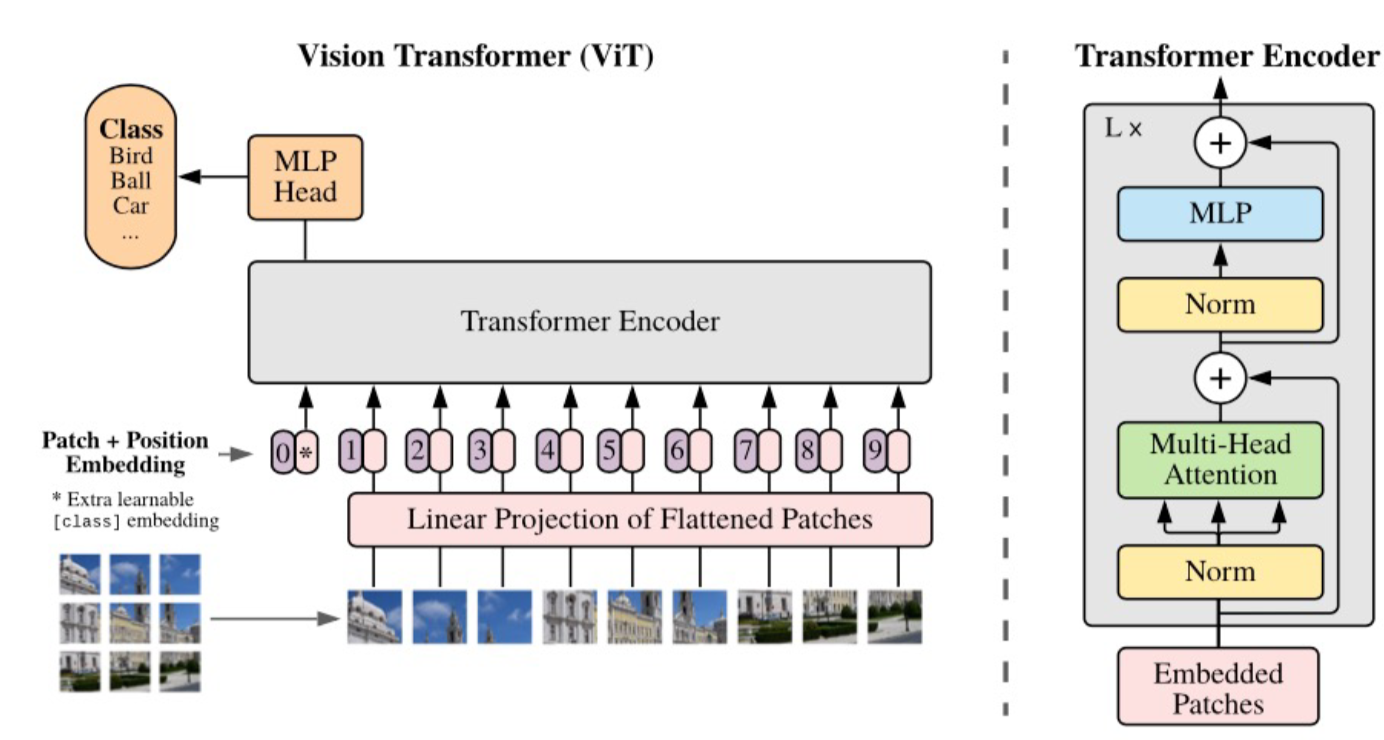 Vision Transformer (ViT)
Class
Bird
Ball
Car
...
MLP
Head
Transformer Encoder
Patch + Position
Embedding
0 * 1 2 3 4 5 6 7 8 9
* Extra learnable
[class] embedding
Linear Projection of Flattened Patches
Transformer Encoder
L x
+
MLP
Norm
+
Multi-Head
Attention
Norm
Embedded
Patches